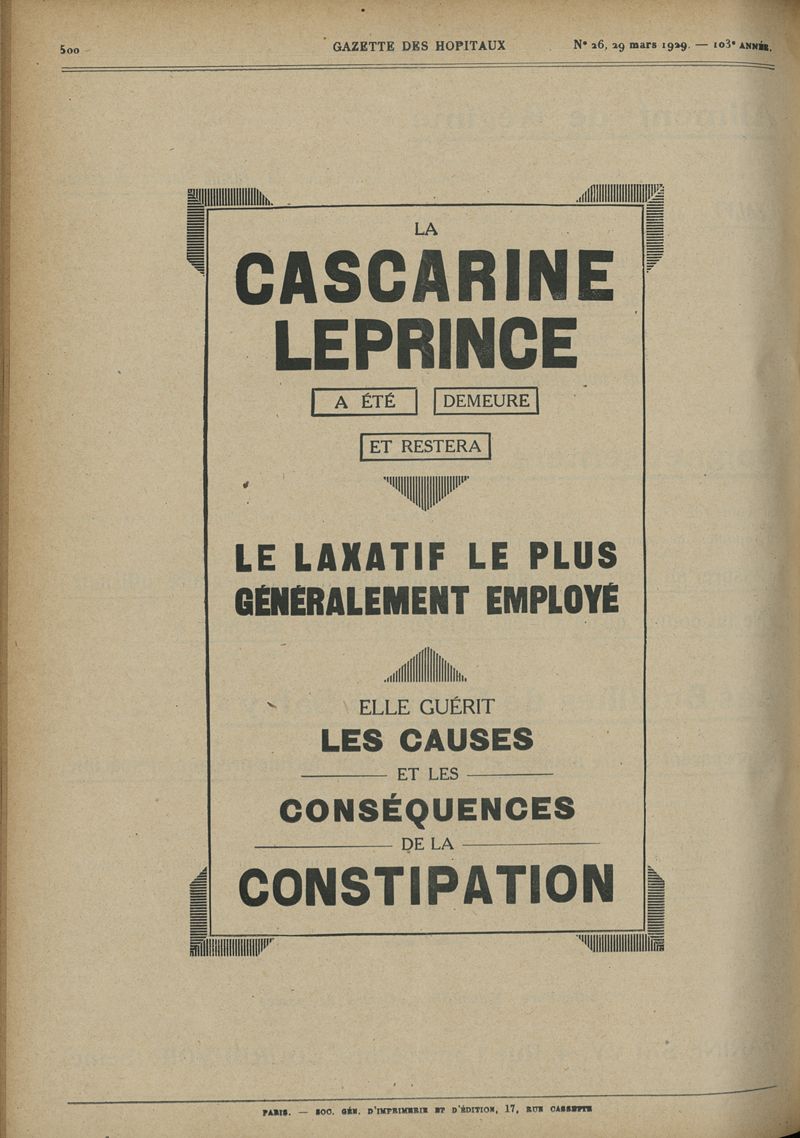 500 GAZETTE DES HOPITAUX N° 26, 29 mars 1929. — 103e ANNÉE.
LA
CASCARINE
LEPRINCE
A ÉTÉ DEMEURE
ET RESTERA
LE LAXATIF LE PLUS
GÉNÉRALEMENT EMPLOYÉ
ELLE GUÉRIT
LES CAUSES
ET LES
CONSÉQUENCES
DE LA
CONSTIPATION
PARIS. — SOC. GÉN. D'IMPRIMERIE ET D'ÉDITION, 17, RUE CASSETTE